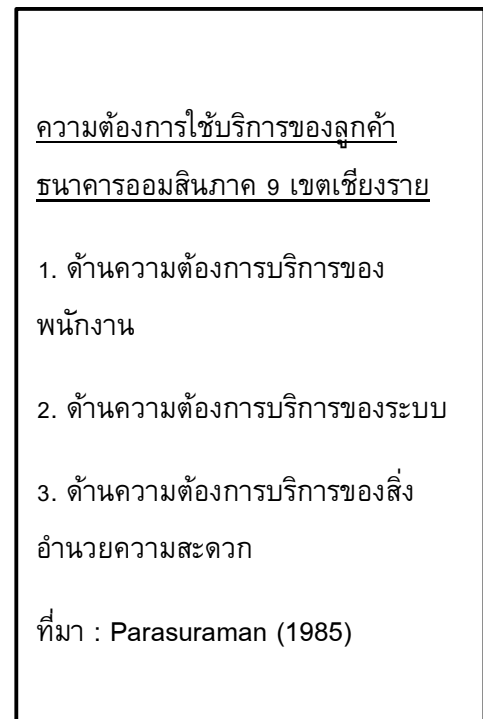 ความต้องการใช้บริการของลูกค้า
ธนาคารออมสินภาค 9 เขตเชียงราย
1. ด้านความต้องการบริการของ
พนักงาน
2. ด้านความต้องการบริการของระบบ
3. ด้านความต้องการบริการของสิ่ง
อำนวยความสะดวก
ที่มา : Parasuraman (1985)